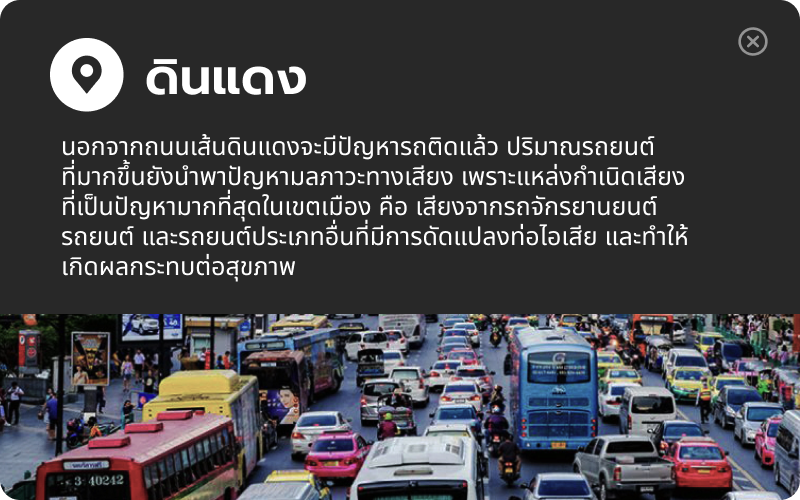 ดินแดง
นอกจากถนนเส้นดินแดงจะมีปัญหารถติดแล้ว ปริมาณรถยนต์
ที่มากขึ้นยังนำพาปัญหามลภาวะทางเสียง เพราะแหล่งกำเนิดเสียง
ที่เป็นปัญหามากที่สุดในเขตเมือง คือ เสียงจากรถจักรยานยนต์
รถยนต์ และรถยนต์ประเภทอื่นที่มีการดัดแปลงท่อไอเสีย และทำให้
เกิดผลกระทบต่อสุขภาพ
3-40242